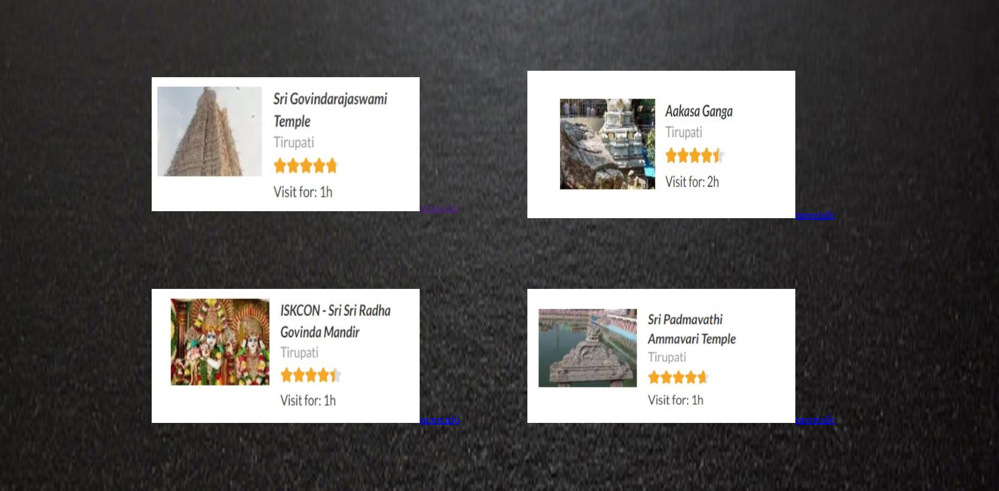 Sri Govindarajaswami
Temple
Tirupati
Visit for: 1h
moreinfo
Aakasa Ganga
Tirupati
Visit for: 2h
moreinfo
ISKCON - Sri Sri Radha
Govinda Mandir
Tirupati
Visit for: 1h
moreinfo
Sri Padmavathi
Ammavari Temple
Tirupati
Visit for: 1h
moreinfo